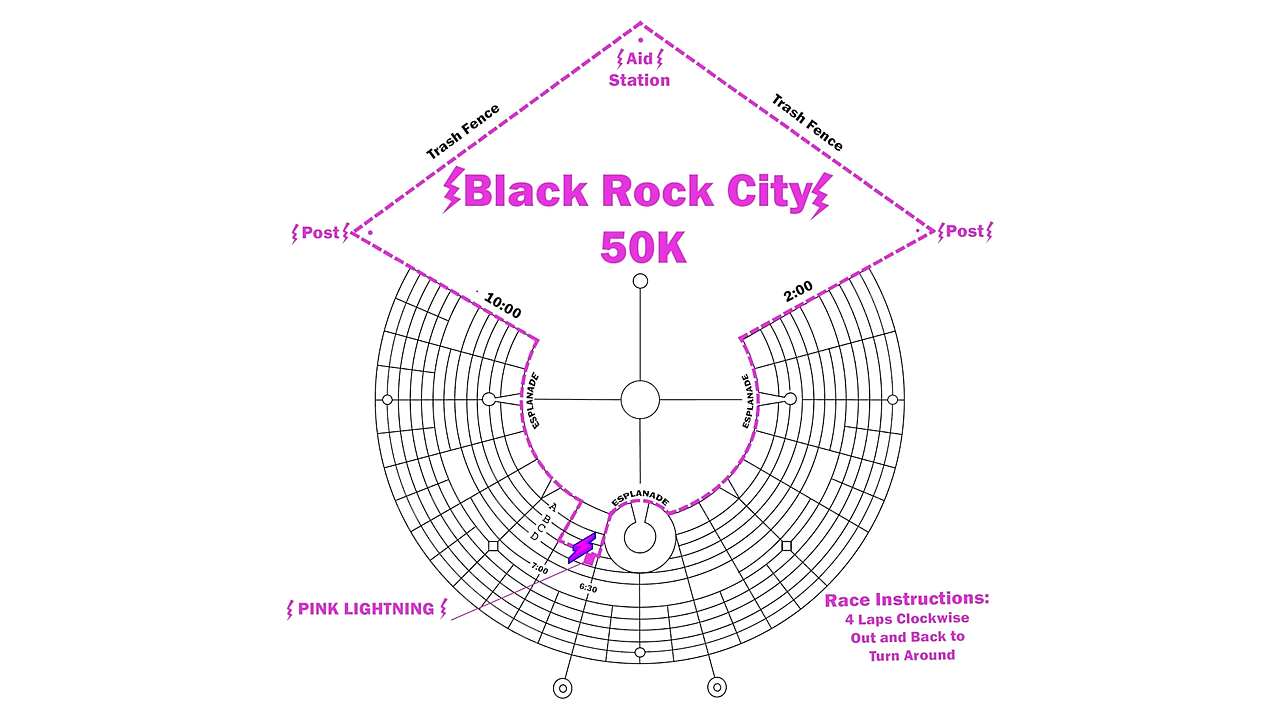 Aid
Station
Trash Fence
Trash Fence
Black Rock City
50K
Post
Post
10:00
2:00
ESPLANADE
ESPLANADE
ESPLANADE
A
B
C
D
7:00
6:30
PINK LIGHTNING
Race Instructions:
4 Laps Clockwise
Out and Back to
Turn Around